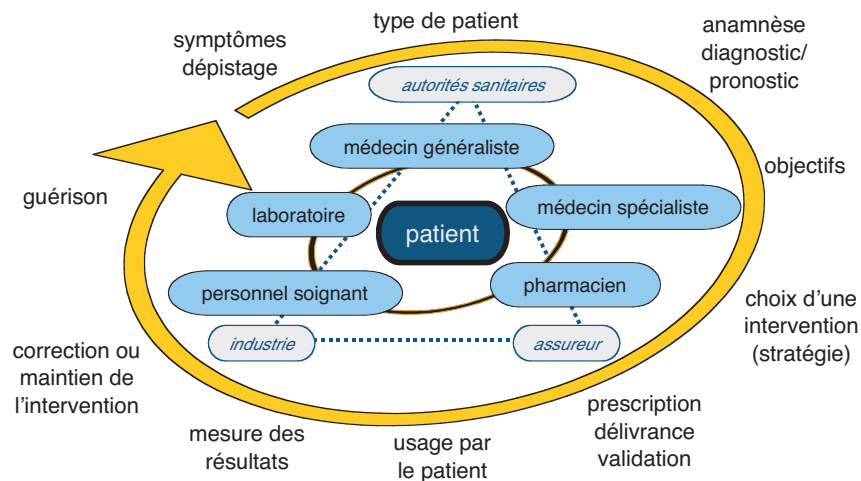 type de patient
symptômes
dépistage
anamnèse
diagnostic/
pronostic
autorités sanitaires
médecin généraliste
objectifs
guérison
laboratoire
médecin spécialiste
patient
personnel soignant
pharmacien
choix d'une
intervention
(stratégie)
industrie
assureur
correction ou
maintien de
l'intervention
prescription
délivrance
validation
mesure des
résultats
usage par
le patient